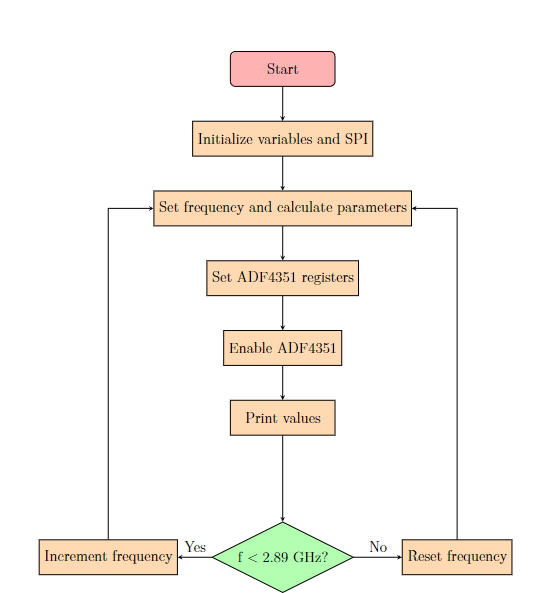 Start
Initialize variables and SPI
Set frequency and calculate parameters
Set ADF4351 registers
Enable ADF4351
Print values
Yes
No
Increment frequency
f < 2.89 GHz?
Reset frequency